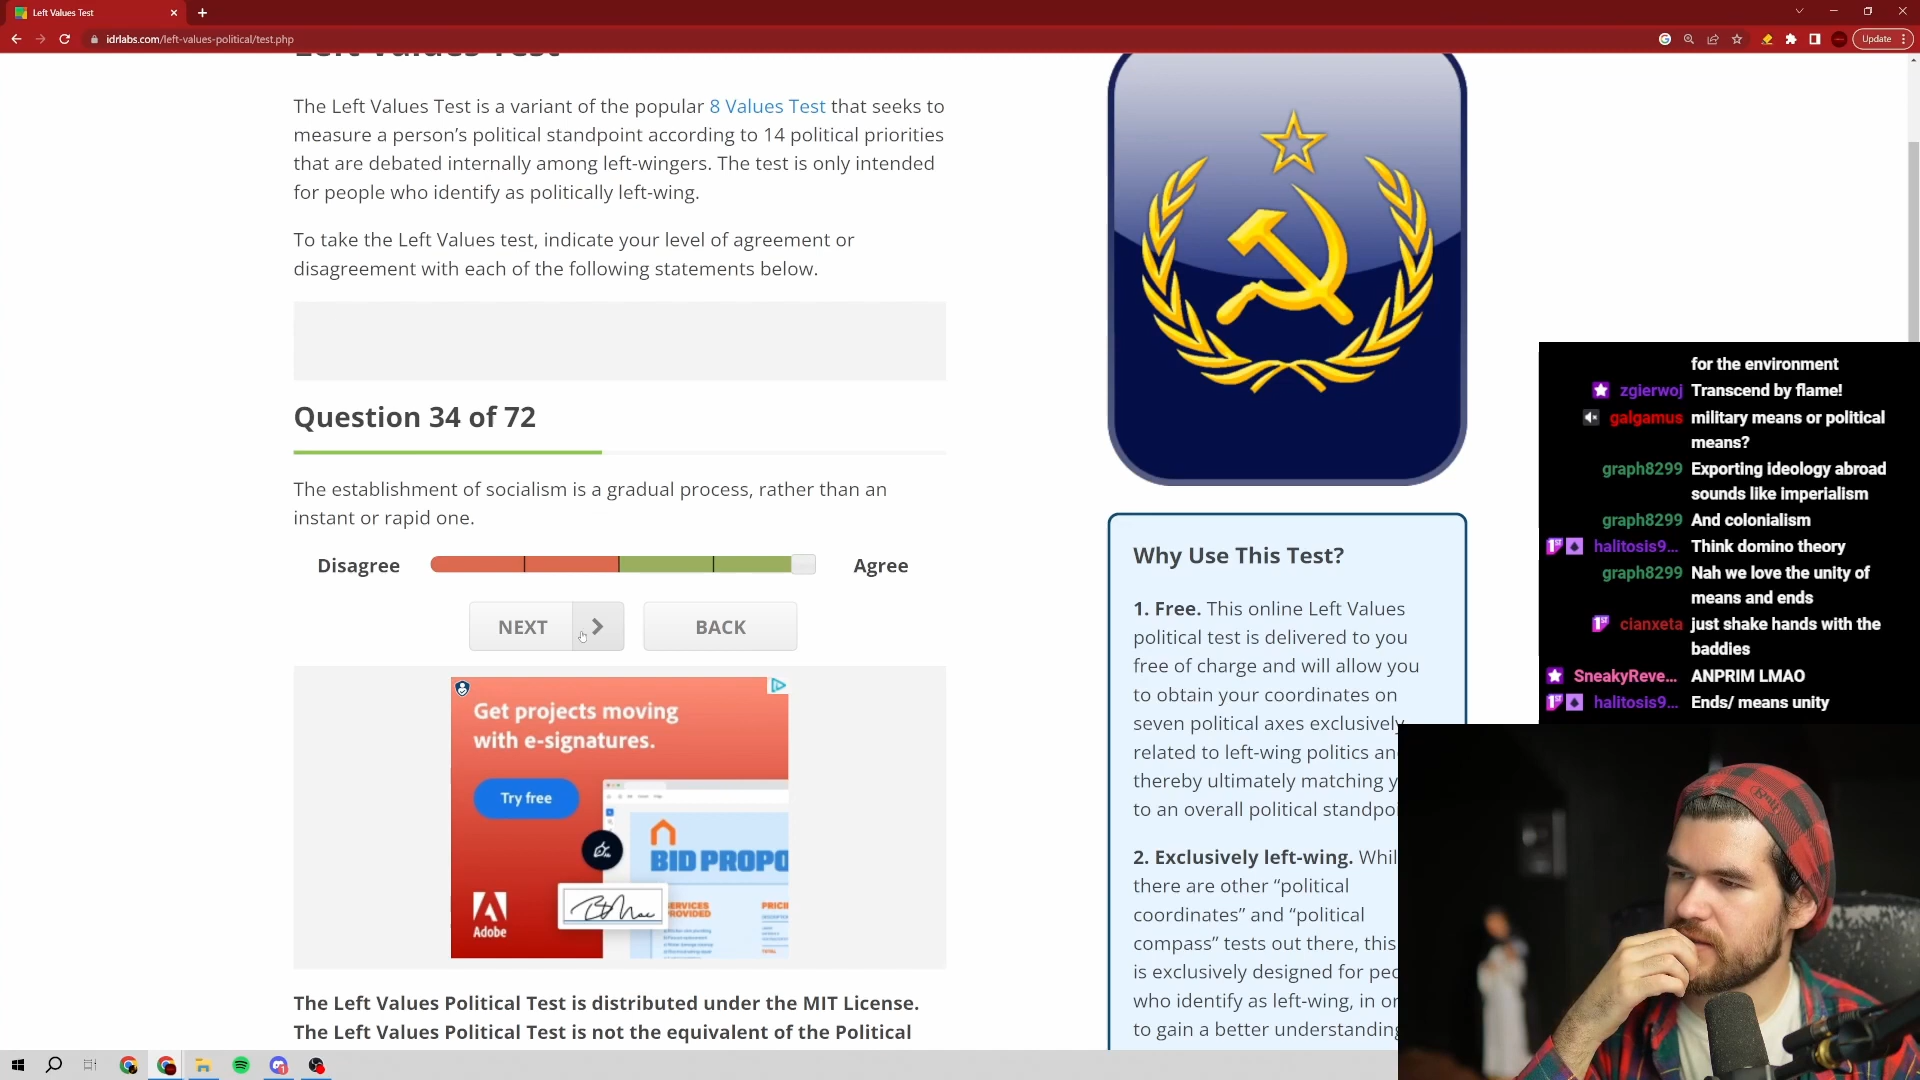 Left Values Test
idrlabs.com/left-values-political/test.php
Update
Left Values Test
The Left Values Test is a variant of the popular 8 Values Test that seeks to
measure a person's political standpoint according to 14 political priorities
that are debated internally among left-wingers. The test is only intended
for people who identify as politically left-wing.
To take the Left Values test, indicate your level of agreement or
disagreement with each of the following statements below.
Question 34 of 72
The establishment of socialism is a gradual process, rather than an
instant or rapid one.
Disagree
Agree
NEXT
BACK
Get projects moving
with e-signatures.
Try free
BID PROPO
ERVICES
ROVIDED
PRICI
Adobe
The Left Values Political Test is distributed under the MIT License.
The Left Values Political Test is not the equivalent of the Political
Why Use This Test?
1. Free. This online Left Values
political test is delivered to you
free of charge and will allow you
to obtain your coordinates on
seven political axes exclusively
related to left-wing politics an
thereby ultimately matching y
to an overall political standpo
2. Exclusively left-wing. Whil
there are other “political
coordinates” and “political
compass” tests out there, this
is exclusively designed for peo
who identify as left-wing, in or
to gain a better understanding
for the environment
zgierwoj Transcend by flame!
galgamus military means or political
means?
graph8299 Exporting ideology abroad
sounds like imperialism
graph8299 And colonialism
halitosis9... Think domino theory
graph8299 Nah we love the unity of
means and ends
cianxeta just shake hands with the
baddies
SneakyReve... ANPRIM LMAO
halitosis9... Ends/ means unity